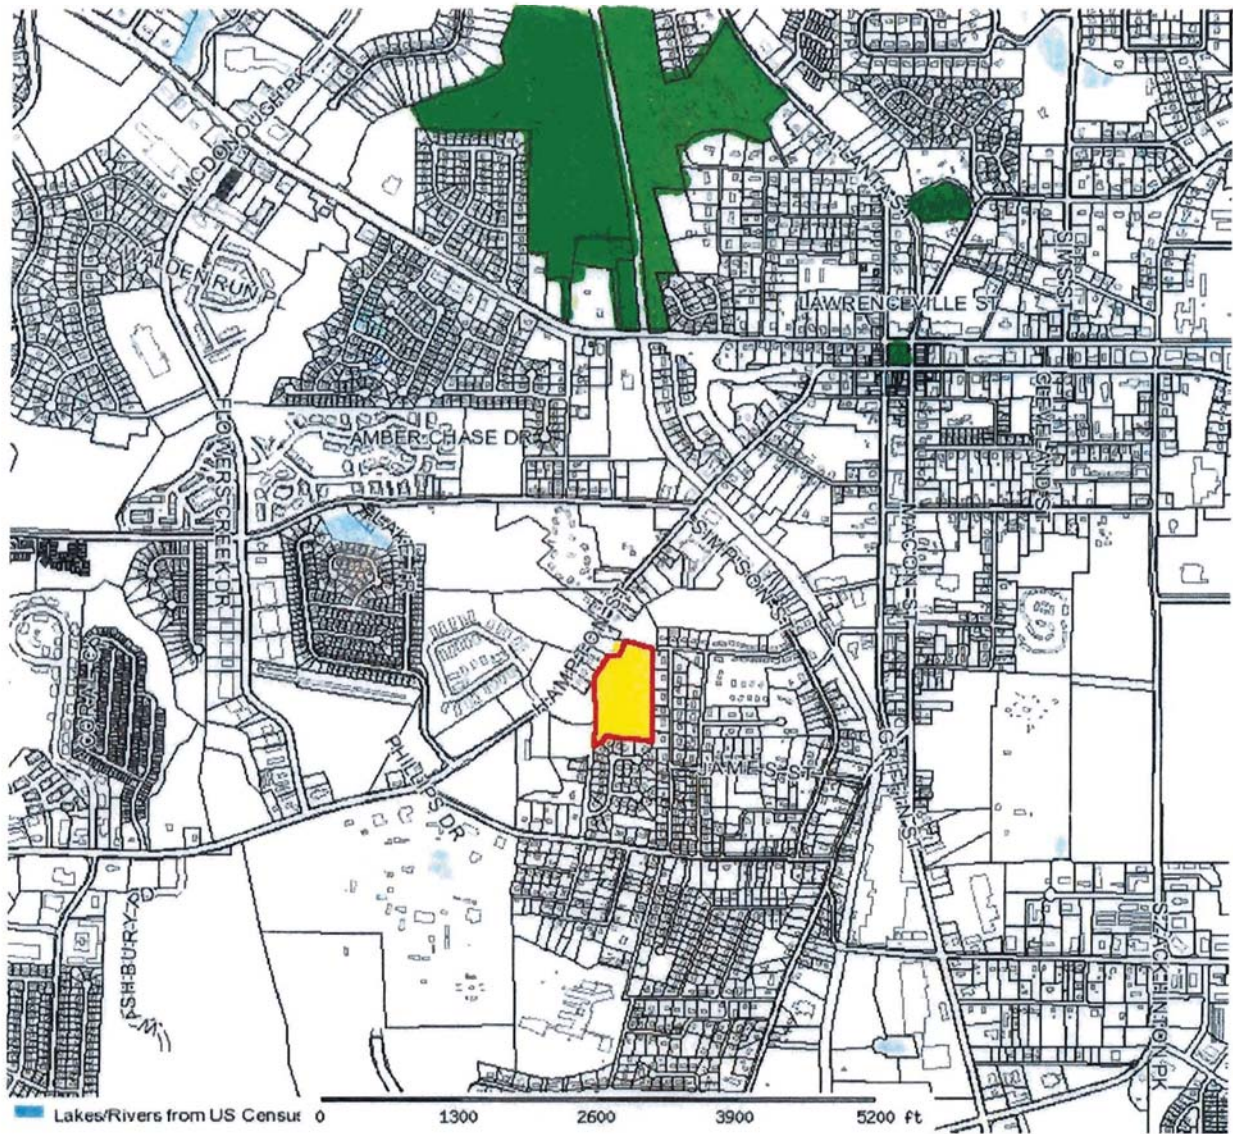 MCDONOUGH PK
ATLANTA ST
WALDEN RUN P
SIMS ST
LAWRENCEVILLE ST
CLEVELAND ST
AMBER CHASE DR
FLOWERS CREEK DR
MACON ST
SIMPSON ST
HAMPTON ST
GRIFFIN ST
JAMES ST
PHILLIPS DR
ASHBURY RD
W
S ZACK HINTON PK
Lakes/Rivers from US Census 0 1300 2600 3900 5200 ft